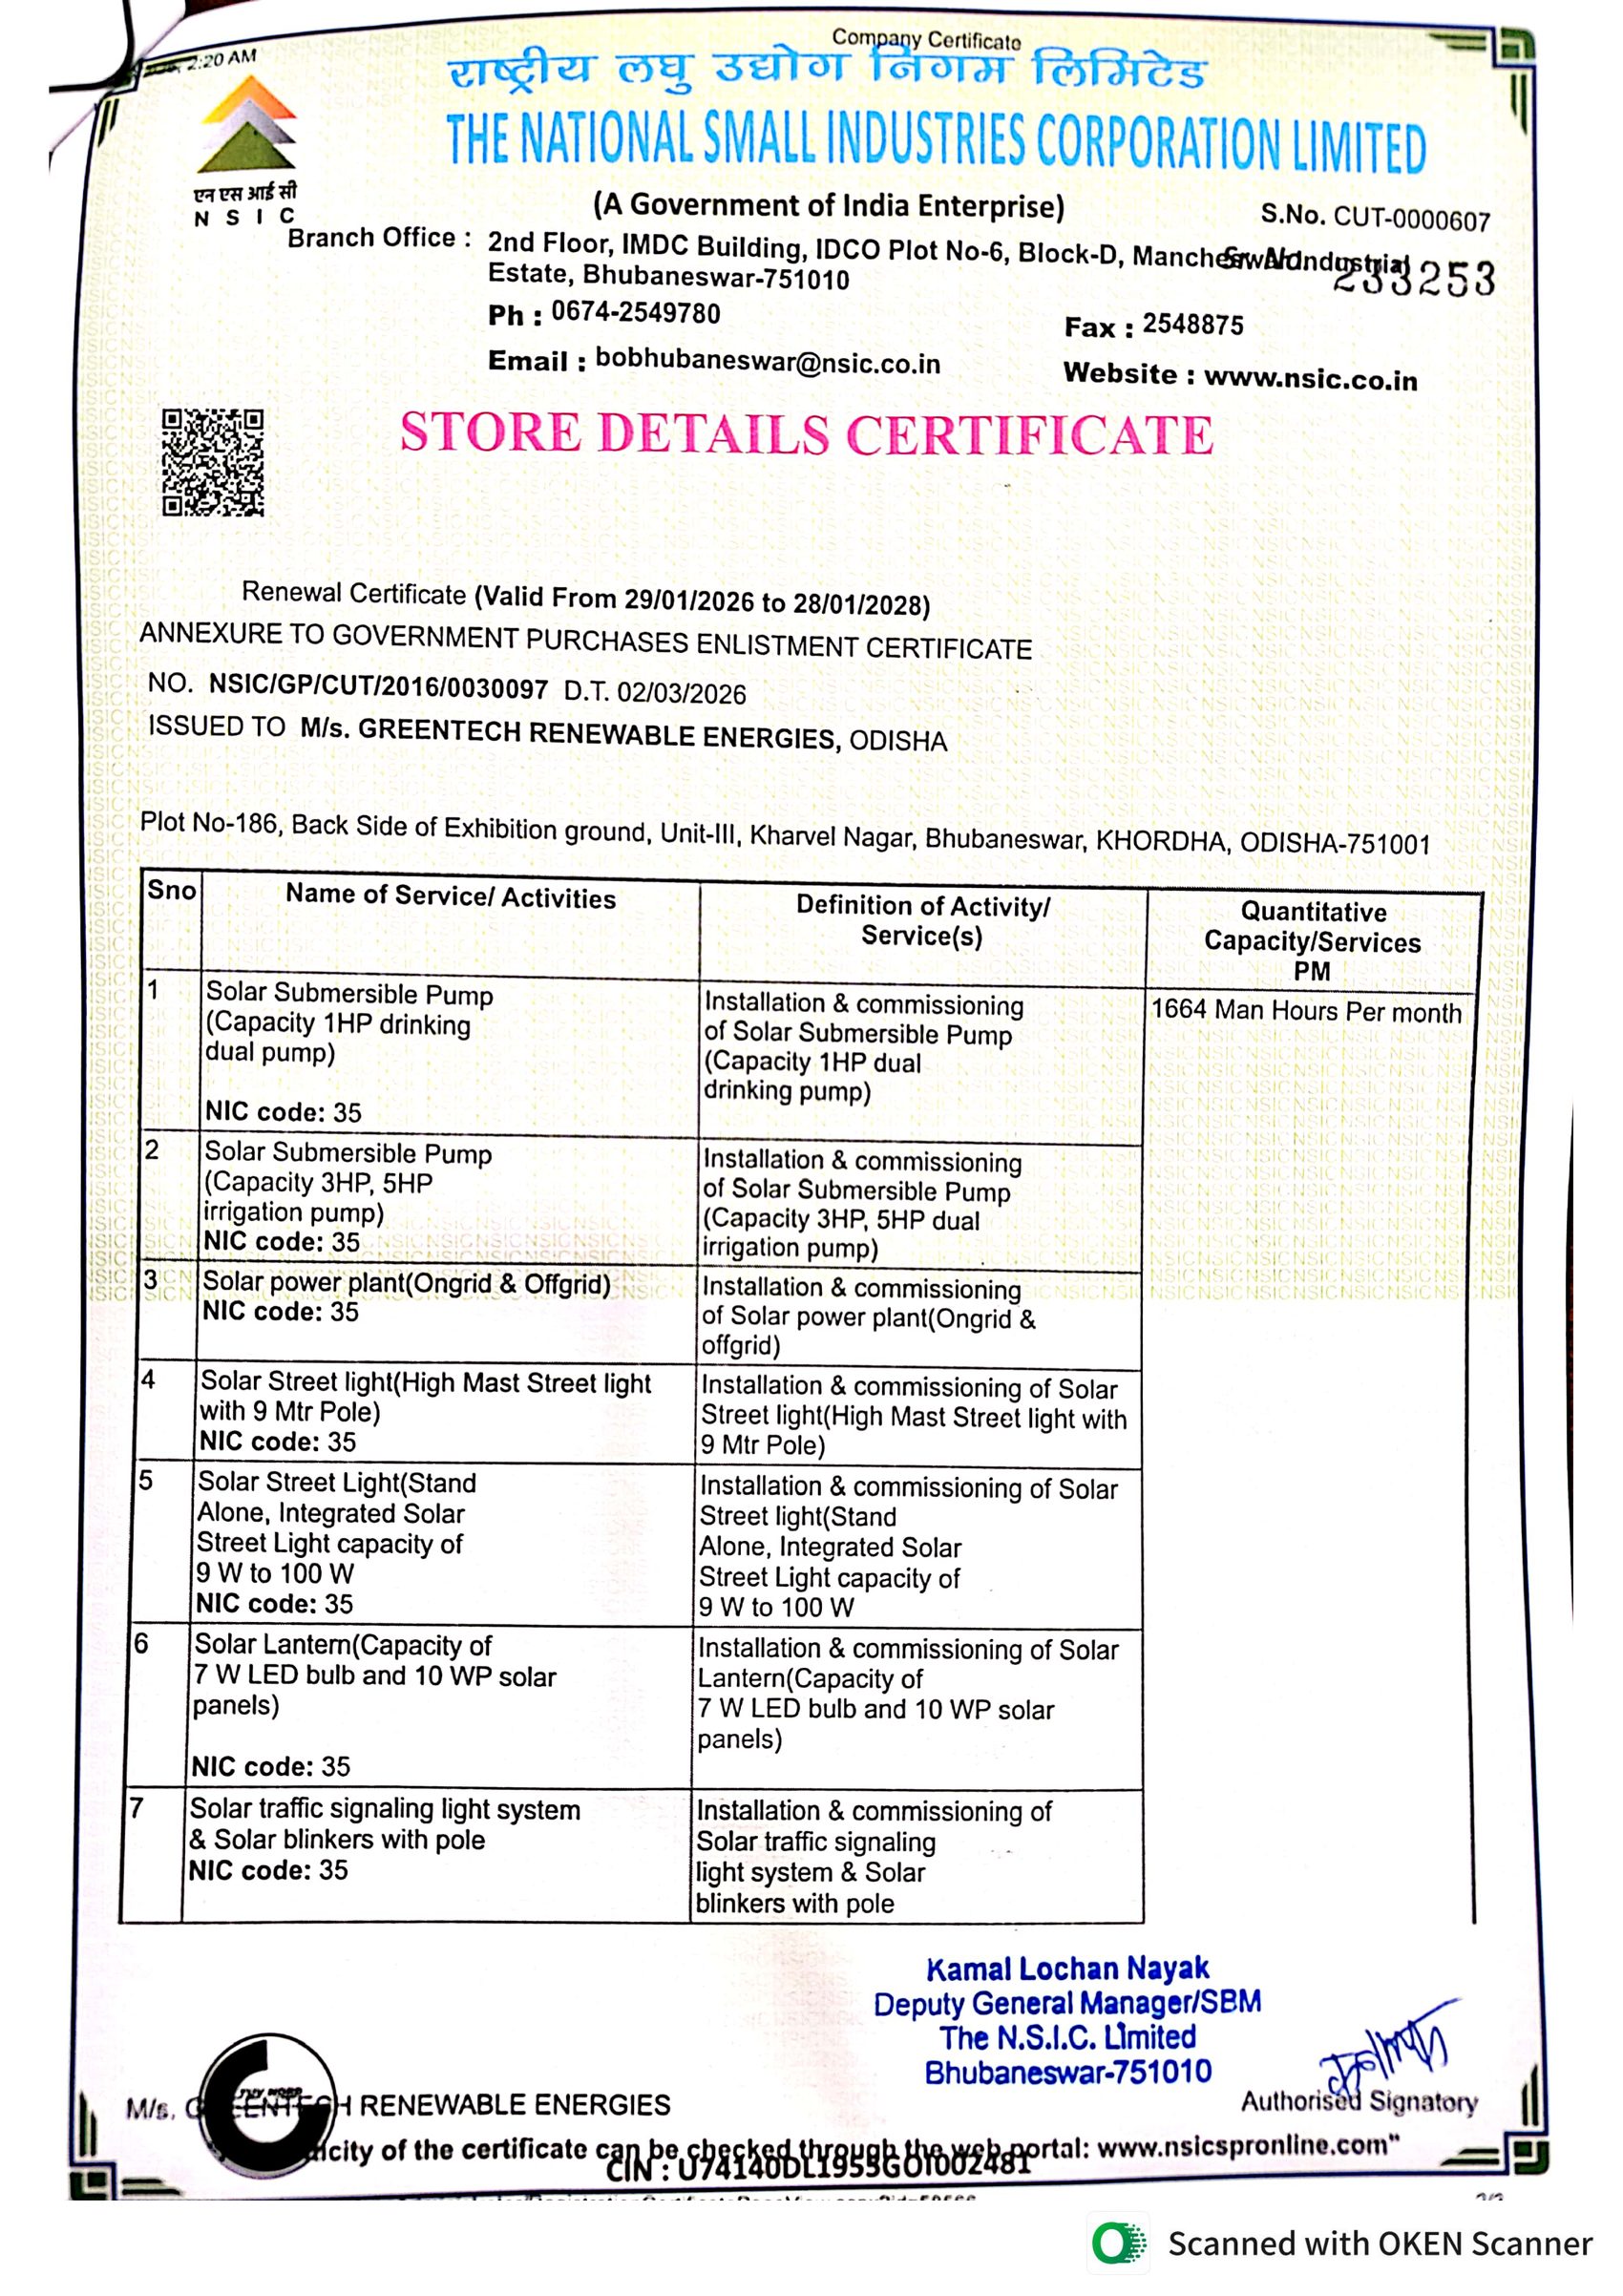 Company Certificate
2:20 AM
राष्ट्रीय लघु उद्योग निगम लिमिटेड
THE NATIONAL SMALL INDUSTRIES CORPORATION LIMITED
एन एस आई सी
N S I C
(A Government of India Enterprise)
S.No. CUT-0000607
Branch Office : 2nd Floor, IMDC Building, IDCO Plot No-6, Block-D, Mancheswar Industrial
Estate, Bhubaneswar-751010
Sr. No. 233253
Ph : 0674-2549780
Fax : 2548875
Email : bobhubaneswar@nsic.co.in
Website : www.nsic.co.in
STORE DETAILS CERTIFICATE
Renewal Certificate (Valid From 29/01/2026 to 28/01/2028)
ANNEXURE TO GOVERNMENT PURCHASES ENLISTMENT CERTIFICATE
NO. NSIC/GP/CUT/2016/0030097 D.T. 02/03/2026
ISSUED TO M/s. GREENTECH RENEWABLE ENERGIES, ODISHA
Plot No-186, Back Side of Exhibition ground, Unit-III, Kharvel Nagar, Bhubaneswar, KHORDHA, ODISHA-751001
Sno
Name of Service/ Activities
Definition of Activity/
Service(s)
Quantitative
Capacity/Services
PM
1
Solar Submersible Pump
(Capacity 1HP drinking
dual pump)
NIC code: 35
Installation & commissioning
of Solar Submersible Pump
(Capacity 1HP dual
drinking pump)
1664 Man Hours Per month
2
Solar Submersible Pump
(Capacity 3HP, 5HP
irrigation pump)
NIC code: 35
Installation & commissioning
of Solar Submersible Pump
(Capacity 3HP, 5HP dual
irrigation pump)
3
Solar power plant(Ongrid & Offgrid)
NIC code: 35
Installation & commissioning
of Solar power plant(Ongrid &
offgrid)
4
Solar Street light(High Mast Street light
with 9 Mtr Pole)
NIC code: 35
Installation & commissioning of Solar
Street light(High Mast Street light with
9 Mtr Pole)
5
Solar Street Light(Stand
Alone, Integrated Solar
Street Light capacity of
9 W to 100 W
NIC code: 35
Installation & commissioning of Solar
Street light(Stand
Alone, Integrated Solar
Street Light capacity of
9 W to 100 W
6
Solar Lantern(Capacity of
7 W LED bulb and 10 WP solar
panels)
NIC code: 35
Installation & commissioning of Solar
Lantern(Capacity of
7 W LED bulb and 10 WP solar
panels)
7
Solar traffic signaling light system
& Solar blinkers with pole
NIC code: 35
Installation & commissioning of
Solar traffic signaling
light system & Solar
blinkers with pole
Kamal Lochan Nayak
Deputy General Manager/SBM
The N.S.I.C. Limited
Bhubaneswar-751010
Authorised Signatory
M/s. GREENTECH RENEWABLE ENERGIES
of the certificate can be checked through the web portal: www.nsicspronline.com"
CIN : U74140DL1955GOI002481
2/2
Scanned with OKEN Scanner